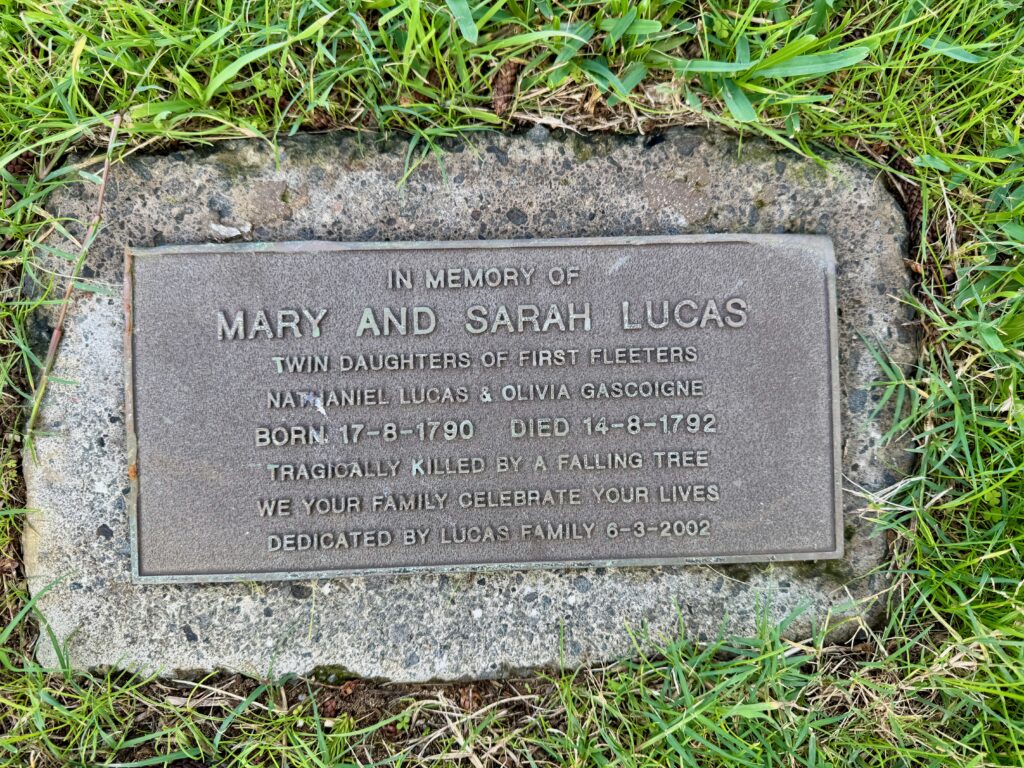 IN MEMORY OF
MARY AND SARAH LUCAS
TWIN DAUGHTERS OF FIRST FLEETERS
NATHANIEL LUCAS & OLIVIA GASCOIGNE
BORN 17-8-1790 DIED 14-8-1792
TRAGICALLY KILLED BY A FALLING TREE
WE YOUR FAMILY CELEBRATE YOUR LIVES
DEDICATED BY LUCAS FAMILY 6-3-2002